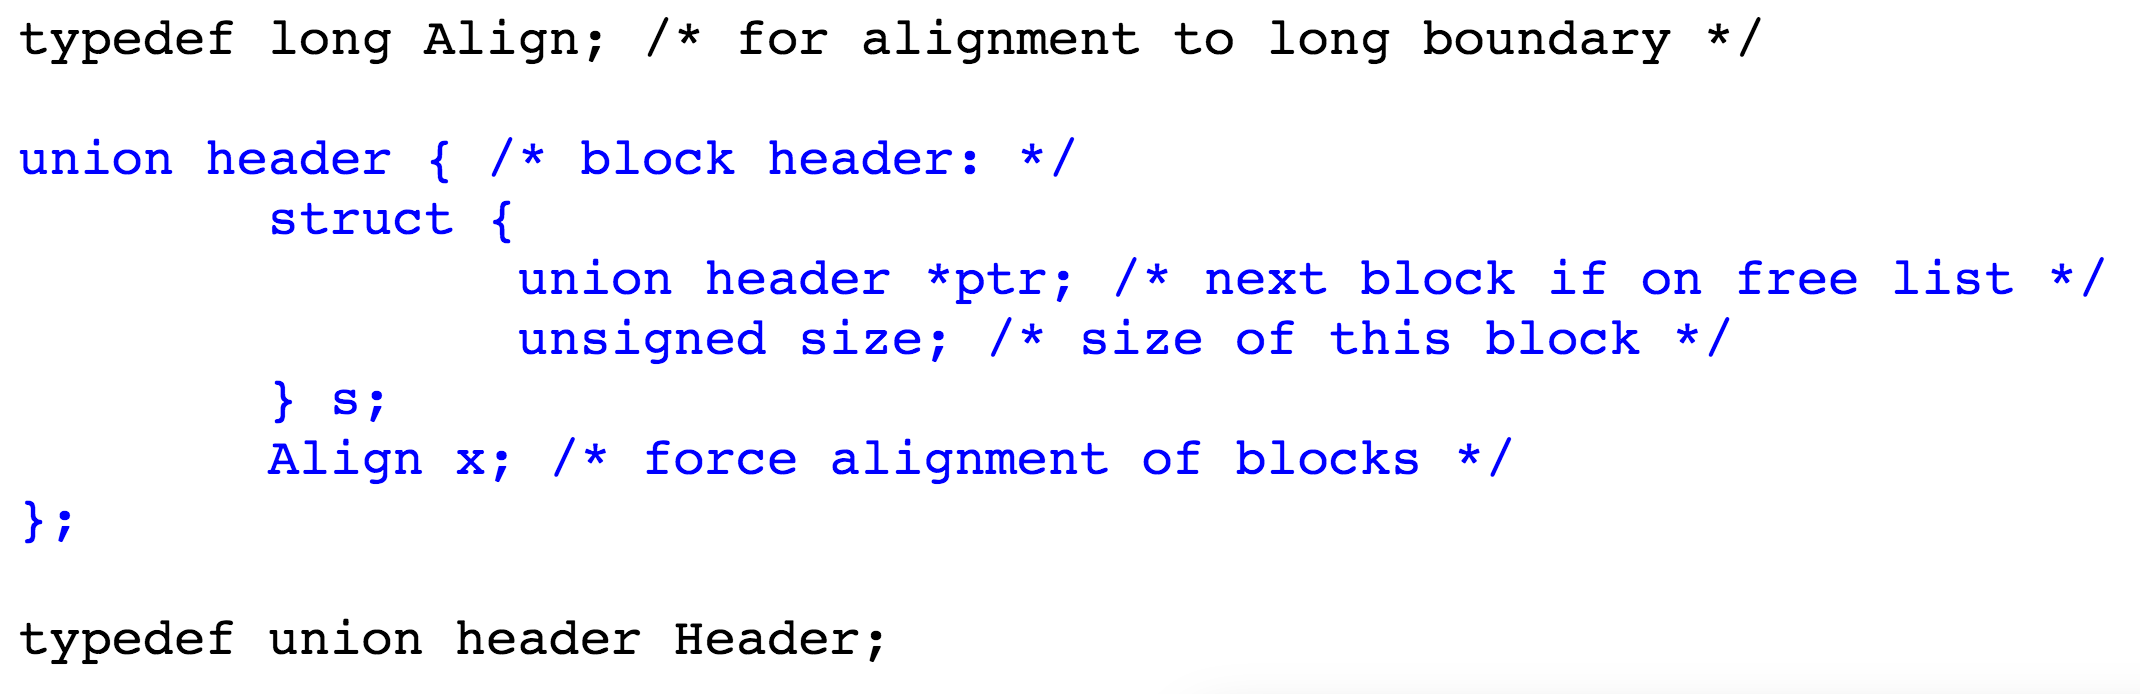 typedef long Align; /* for alignment to long boundary */
union header { /* block header: */
struct {
union header *ptr; /* next block if on free list */
unsigned size; /* size of this block */
} s;
Align x; /* force alignment of blocks */
};
typedef union header Header;